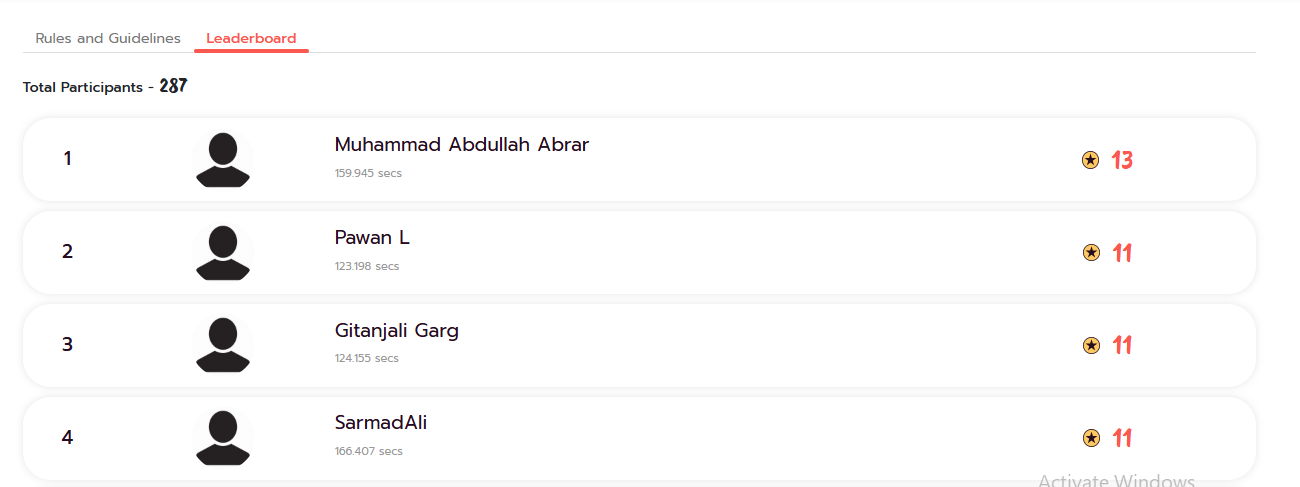 Rules and Guidelines Leaderboard
Total Participants - 287
1 Muhammad Abdullah Abrar 13
159.945 secs
2 Pawan L 11
123.198 secs
3 Gitanjali Garg 11
124.155 secs
4 SarmadAli 11
166.407 secs
Activate Windows